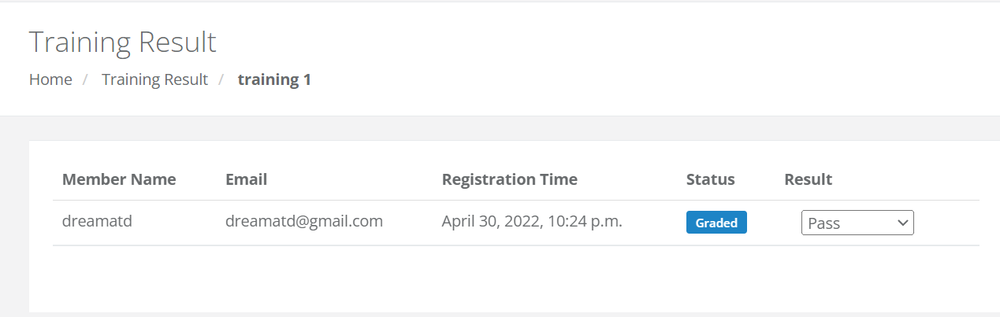 Training Result
Home / Training Result / training 1
Member Name Email Registration Time Status Result
dreamatd dreamatd@gmail.com April 30, 2022, 10:24 p.m. Graded Pass